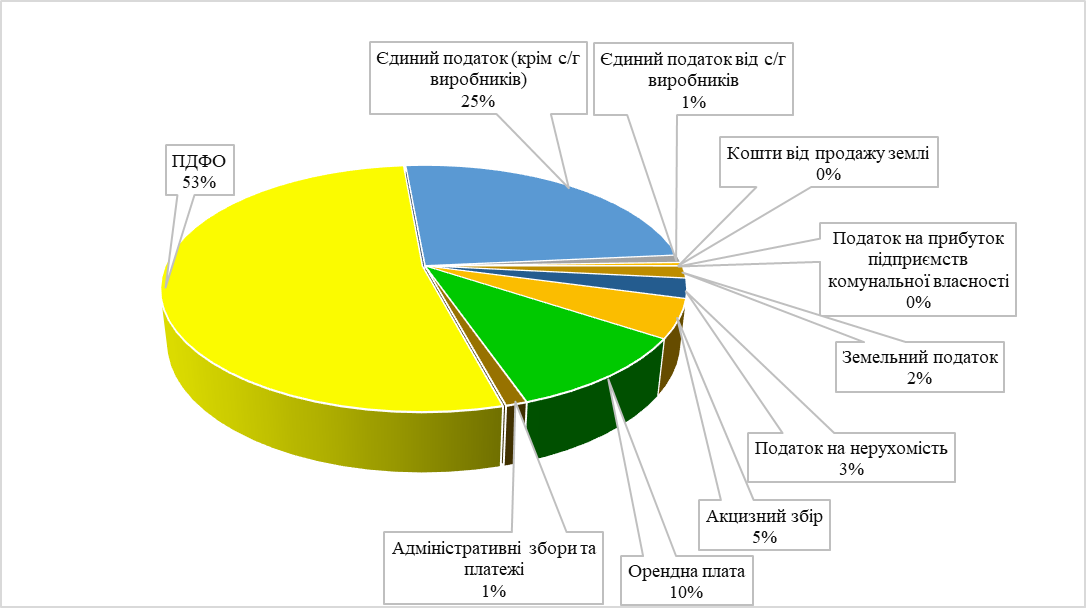 Єдиний податок (крім с/г
виробників)
25%
Єдиний податок від с/г
виробників
1%
Кошти від продажу землі
0%
ПДФО
53%
Податок на прибуток
підприємств
комунальної власності
0%
Земельний податок
2%
Податок на нерухомість
3%
Акцизний збір
5%
Адміністративні збори та
платежі
1%
Орендна плата
10%